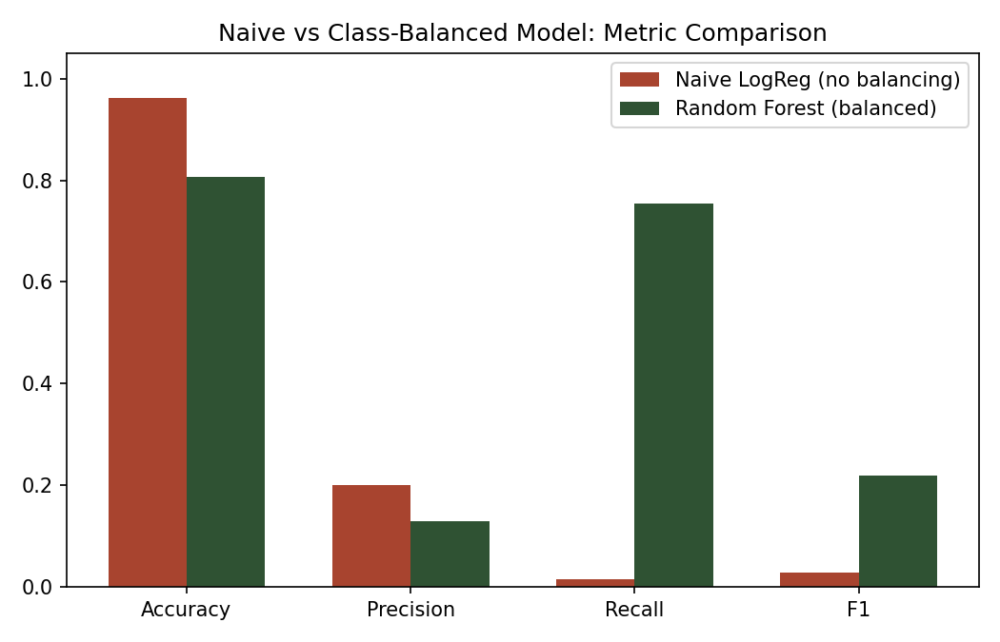 Naive vs Class-Balanced Model: Metric Comparison
Naive LogReg (no balancing)
Random Forest (balanced)
1.0
0.8
0.6
0.4
0.2
0.0
Accuracy
Precision
Recall
F1